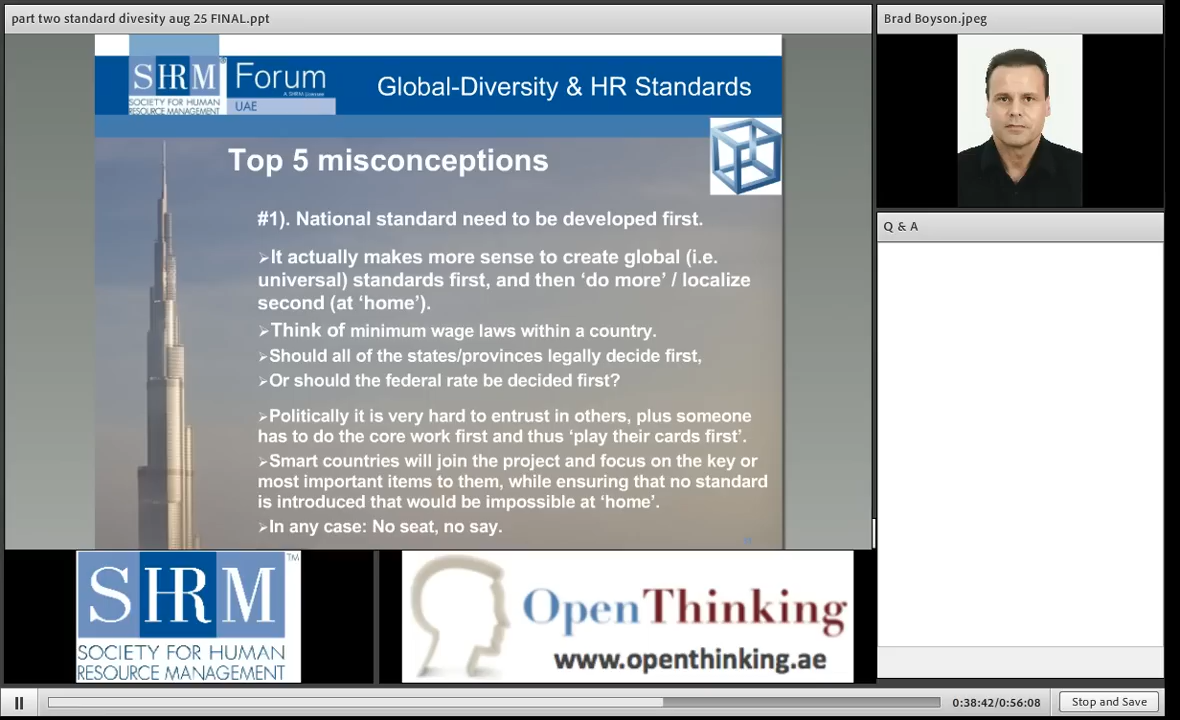 part two standard divesity aug 25 FINAL.ppt
Brad Boyson.jpeg
SHRM®
SOCIETY FOR HUMAN
RESOURCE MANAGEMENT
Forum
UAE
Global-Diversity & HR Standards
Top 5 misconceptions
#1). National standard need to be developed first.
➢It actually makes more sense to create global (i.e.
universal) standards first, and then ‘do more’ / localize
second (at ‘home’).
➢Think of minimum wage laws within a country.
➢Should all of the states/provinces legally decide first,
➢Or should the federal rate be decided first?
➢Politically it is very hard to entrust in others, plus someone
has to do the core work first and thus ‘play their cards first’.
➢Smart countries will join the project and focus on the key or
most important items to them, while ensuring that no standard
is introduced that would be impossible at ‘home’.
➢In any case: No seat, no say.
Q & A
SHRM™
SOCIETY FOR HUMAN
RESOURCE MANAGEMENT
OpenThinking
www.openthinking.ae
0:38:42/0:56:08
Stop and Save